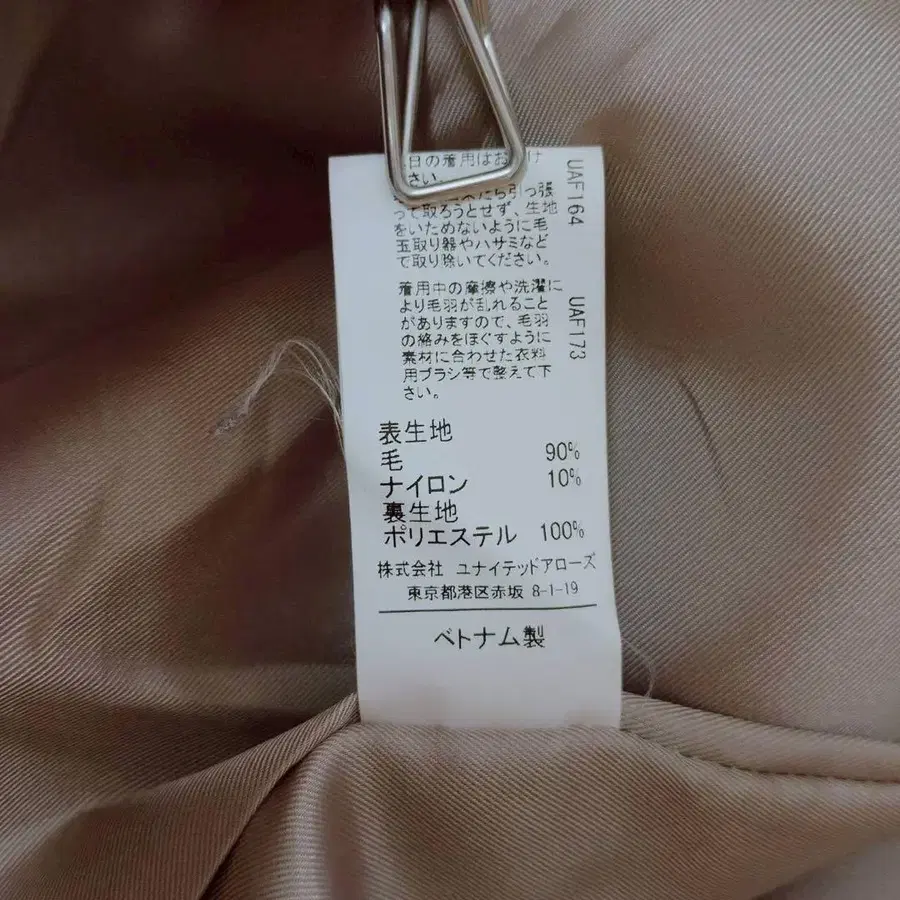 日の着用はお け
さい。
たら引っ張
って取ろうとせず、生地
をいためないように毛
玉取り器やハサミなど
で取り除いてください。
着用中の摩擦や洗濯に
より毛羽が乱れること
がありますので、毛羽
の絡みをほぐすように
素材に合わせた衣料
用ブラシ等で整えて下
さい。
UAF164
UAF173
表生地
毛 90%
ナイロン 10%
裏生地
ポリエステル 100%
株式会社 ユナイテッドアローズ
東京都港区赤坂 8-1-19
ベトナム製